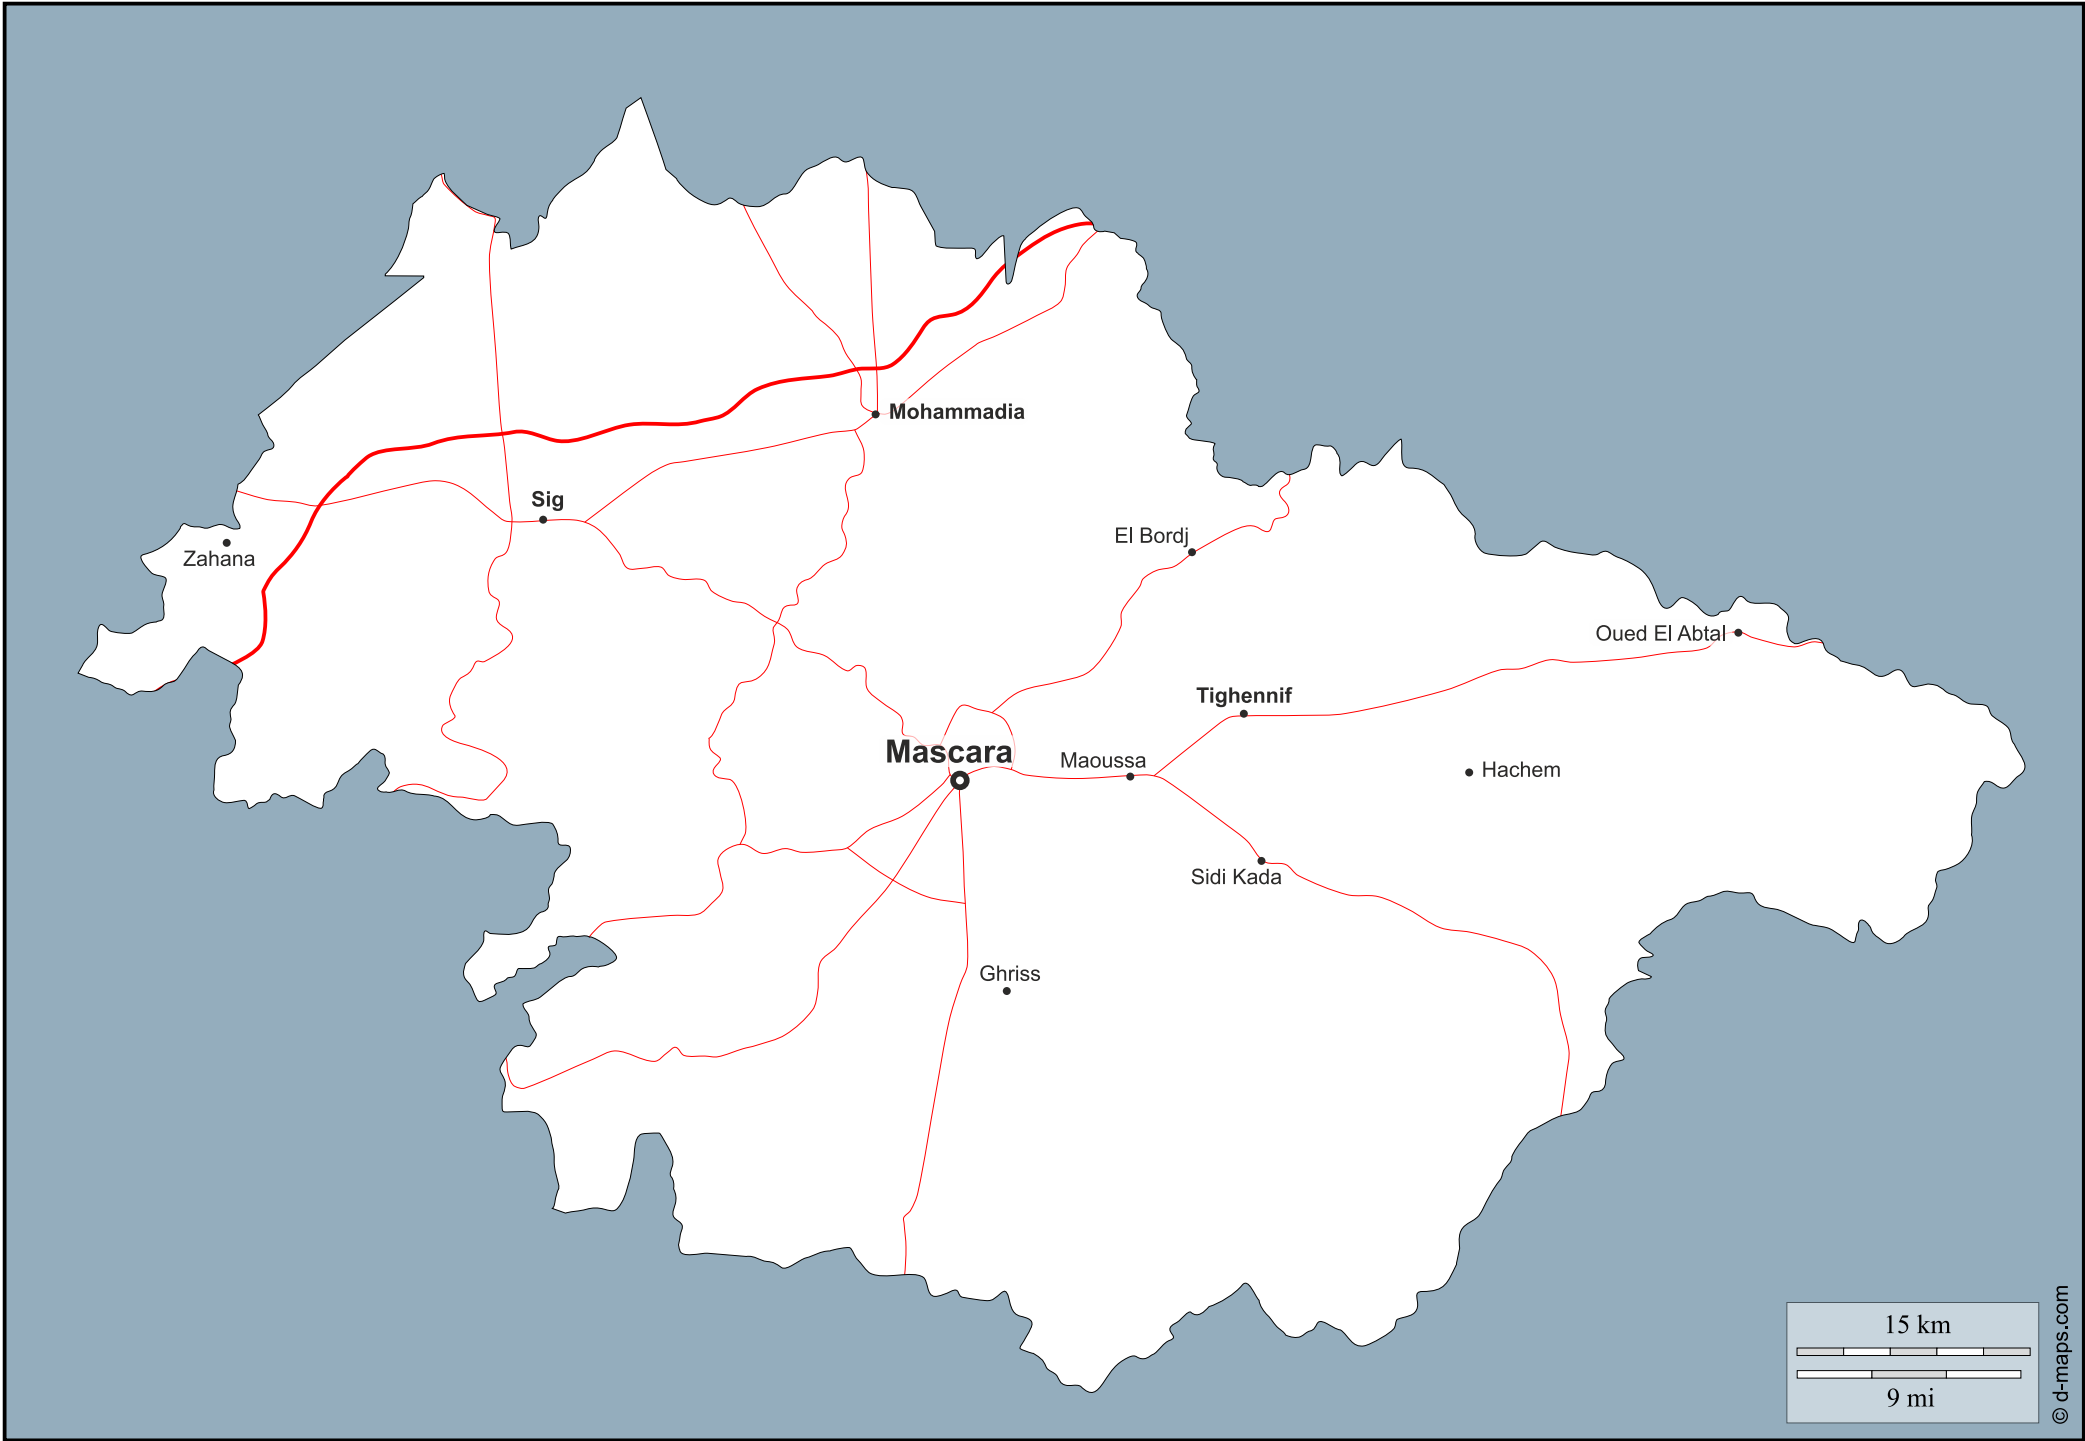 Mohammadia
Sig
El Bordj
Zahana
Oued El Abtal
Tighennif
Mascara
Maoussa
Hachem
Sidi Kada
Ghriss
15 km
9 mi
© d-maps.com